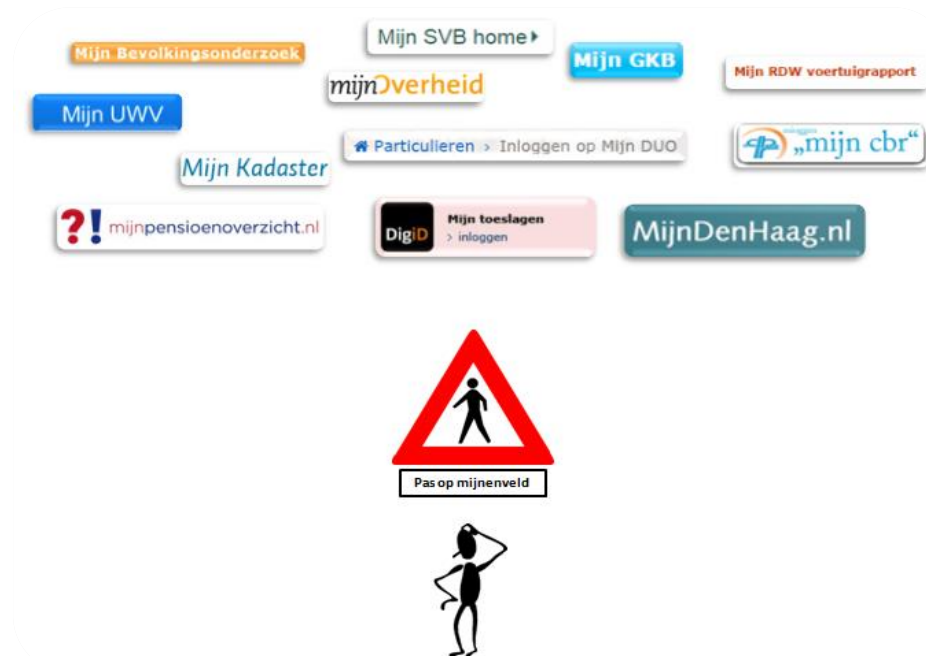 Mijn SVB home
Mijn Bevolkingsonderzoek
Mijn GKB
Mijn RDW voertuigrapport
mijnOverheid
Mijn UWV
„mijn cbr“
Particulieren > Inloggen op Mijn DUO
Mijn Kadaster
?! mijnpensioenoverzicht.nl
DigiD
Mijn toeslagen
> inloggen
MijnDenHaag.nl
Pas op mijnenveld